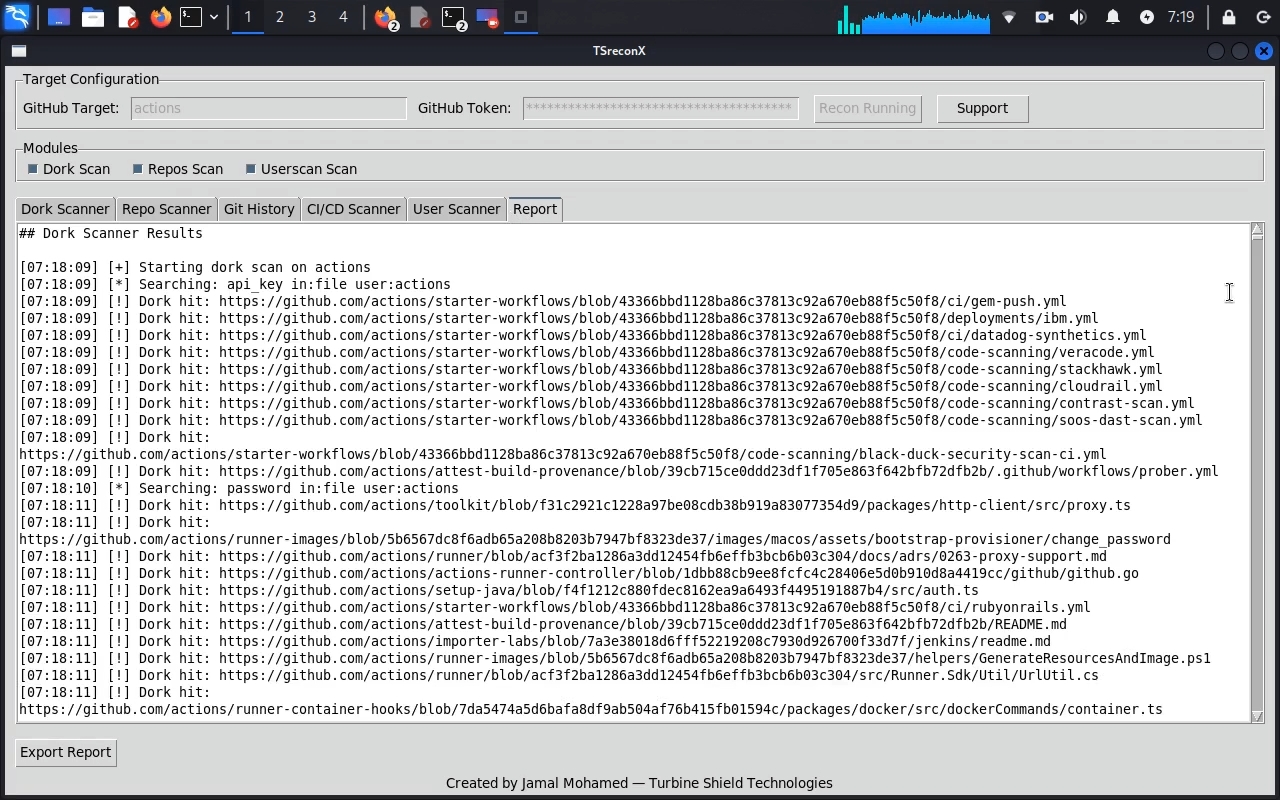 1 2 3 4 2 2 7:19
TSreconX
Target Configuration
GitHub Target: actions GitHub Token: Recon Running Support
Modules
Dork Scan Repos Scan Userscan Scan
Dork Scanner Repo Scanner Git History CI/CD Scanner User Scanner Report
## Dork Scanner Results
[07:18:09] [+] Starting dork scan on actions
[07:18:09] [*] Searching: api_key in:file user:actions
[07:18:09] [!] Dork hit: https://github.com/actions/starter-workflows/blob/43366bbd1128ba86c37813c92a670eb88f5c50f8/ci/gem-push.yml
[07:18:09] [!] Dork hit: https://github.com/actions/starter-workflows/blob/43366bbd1128ba86c37813c92a670eb88f5c50f8/deployments/ibm.yml
[07:18:09] [!] Dork hit: https://github.com/actions/starter-workflows/blob/43366bbd1128ba86c37813c92a670eb88f5c50f8/ci/datadog-synthetics.yml
[07:18:09] [!] Dork hit: https://github.com/actions/starter-workflows/blob/43366bbd1128ba86c37813c92a670eb88f5c50f8/code-scanning/veracode.yml
[07:18:09] [!] Dork hit: https://github.com/actions/starter-workflows/blob/43366bbd1128ba86c37813c92a670eb88f5c50f8/code-scanning/stackhawk.yml
[07:18:09] [!] Dork hit: https://github.com/actions/starter-workflows/blob/43366bbd1128ba86c37813c92a670eb88f5c50f8/code-scanning/cloudrail.yml
[07:18:09] [!] Dork hit: https://github.com/actions/starter-workflows/blob/43366bbd1128ba86c37813c92a670eb88f5c50f8/code-scanning/contrast-scan.yml
[07:18:09] [!] Dork hit: https://github.com/actions/starter-workflows/blob/43366bbd1128ba86c37813c92a670eb88f5c50f8/code-scanning/soos-dast-scan.yml
[07:18:09] [!] Dork hit:
https://github.com/actions/starter-workflows/blob/43366bbd1128ba86c37813c92a670eb88f5c50f8/code-scanning/black-duck-security-scan-ci.yml
[07:18:09] [!] Dork hit: https://github.com/actions/attest-build-provenance/blob/39cb715ce0ddd23df1f705e863f642bfb72dfb2b/.github/workflows/prober.yml
[07:18:10] [*] Searching: password in:file user:actions
[07:18:11] [!] Dork hit: https://github.com/actions/toolkit/blob/f31c2921c1228a97be08cdb38b919a83077354d9/packages/http-client/src/proxy.ts
[07:18:11] [!] Dork hit:
https://github.com/actions/runner-images/blob/5b6567dc8f6adb65a208b8203b7947bf8323de37/images/macos/assets/bootstrap-provisioner/change_password
[07:18:11] [!] Dork hit: https://github.com/actions/runner/blob/acf3f2ba1286a3dd12454fb6effb3bcb6b03c304/docs/adrs/0263-proxy-support.md
[07:18:11] [!] Dork hit: https://github.com/actions/actions-runner-controller/blob/1dbb88cb9ee8fcfc4c28406e5d0b910d8a4419cc/github/github.go
[07:18:11] [!] Dork hit: https://github.com/actions/setup-java/blob/f4f1212c880fdec8162ea9a6493f4495191887b4/src/auth.ts
[07:18:11] [!] Dork hit: https://github.com/actions/starter-workflows/blob/43366bbd1128ba86c37813c92a670eb88f5c50f8/ci/rubyonrails.yml
[07:18:11] [!] Dork hit: https://github.com/actions/attest-build-provenance/blob/39cb715ce0ddd23df1f705e863f642bfb72dfb2b/README.md
[07:18:11] [!] Dork hit: https://github.com/actions/importer-labs/blob/7a3e38018d6fff52219208c7930d926700f33d7f/jenkins/readme.md
[07:18:11] [!] Dork hit: https://github.com/actions/runner-images/blob/5b6567dc8f6adb65a208b8203b7947bf8323de37/helpers/GenerateResourcesAndImage.ps1
[07:18:11] [!] Dork hit: https://github.com/actions/runner/blob/acf3f2ba1286a3dd12454fb6effb3bcb6b03c304/src/Runner.Sdk/Util/UrlUtil.cs
[07:18:11] [!] Dork hit:
https://github.com/actions/runner-container-hooks/blob/7da5474a5d6bafa8df9ab504af76b415fb01594c/packages/docker/src/dockerCommands/container.ts
Export Report
Created by Jamal Mohamed — Turbine Shield Technologies